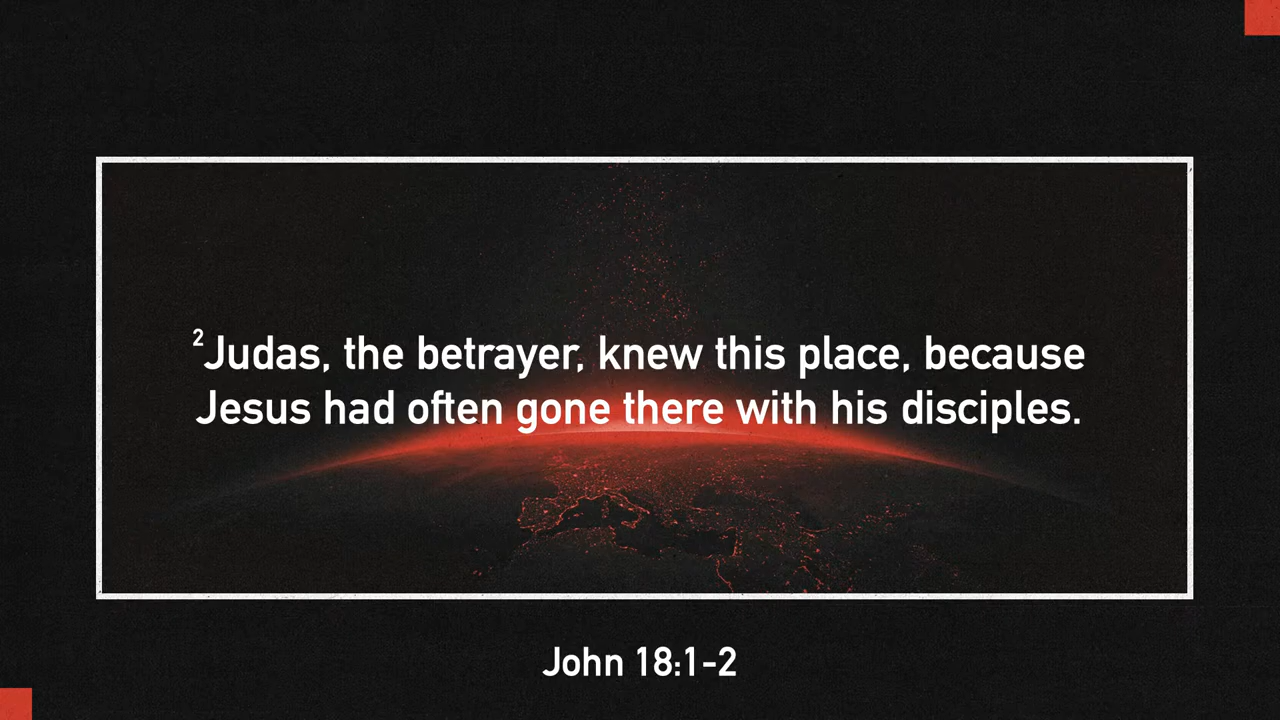 ²Judas, the betrayer, knew this place, because
Jesus had often gone there with his disciples.
John 18:1-2